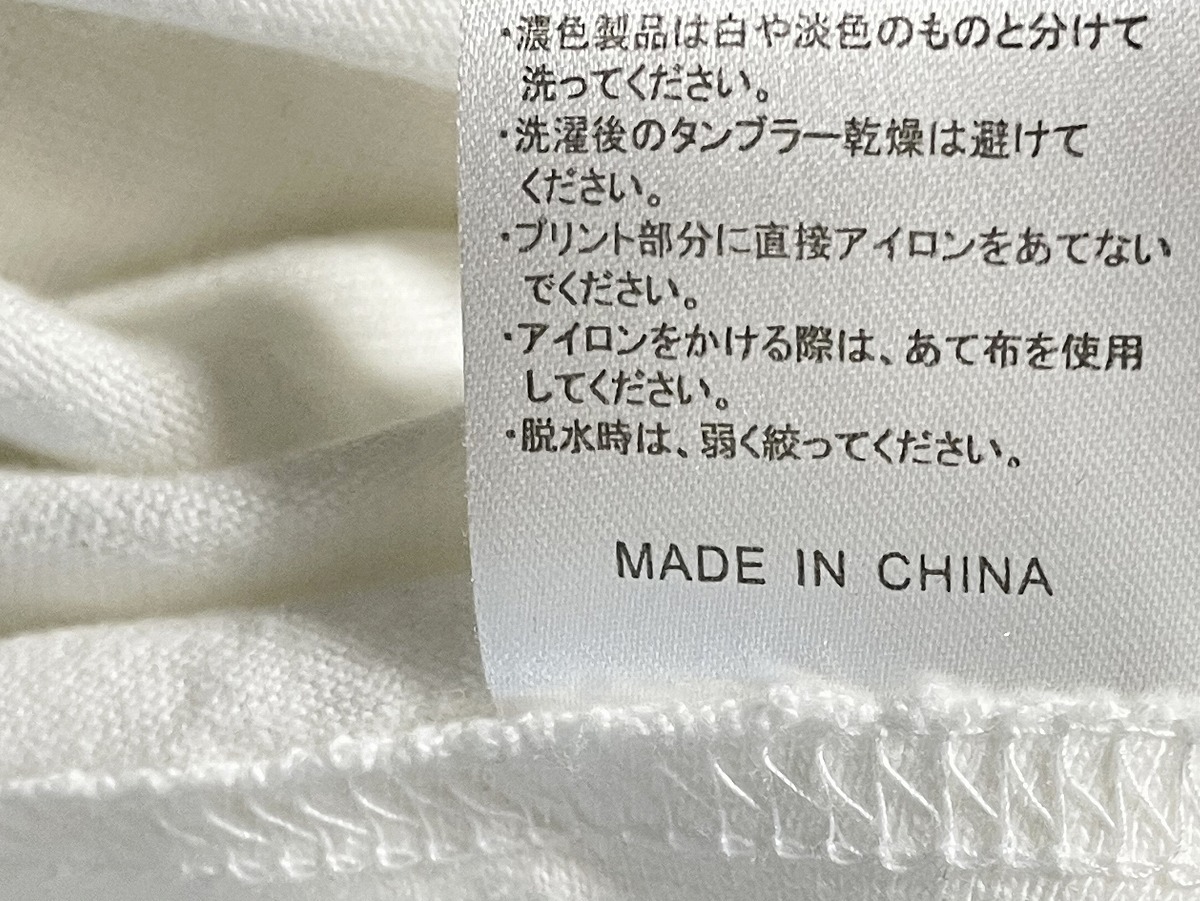 ・濃色製品は白や淡色のものと分けて
洗ってください。
・洗濯後のタンブラー乾燥は避けて
ください。
・プリント部分に直接アイロンをあてない
でください。
・アイロンをかける際は、あて布を使用
してください。
・脱水時は、弱く絞ってください。
MADE IN CHINA